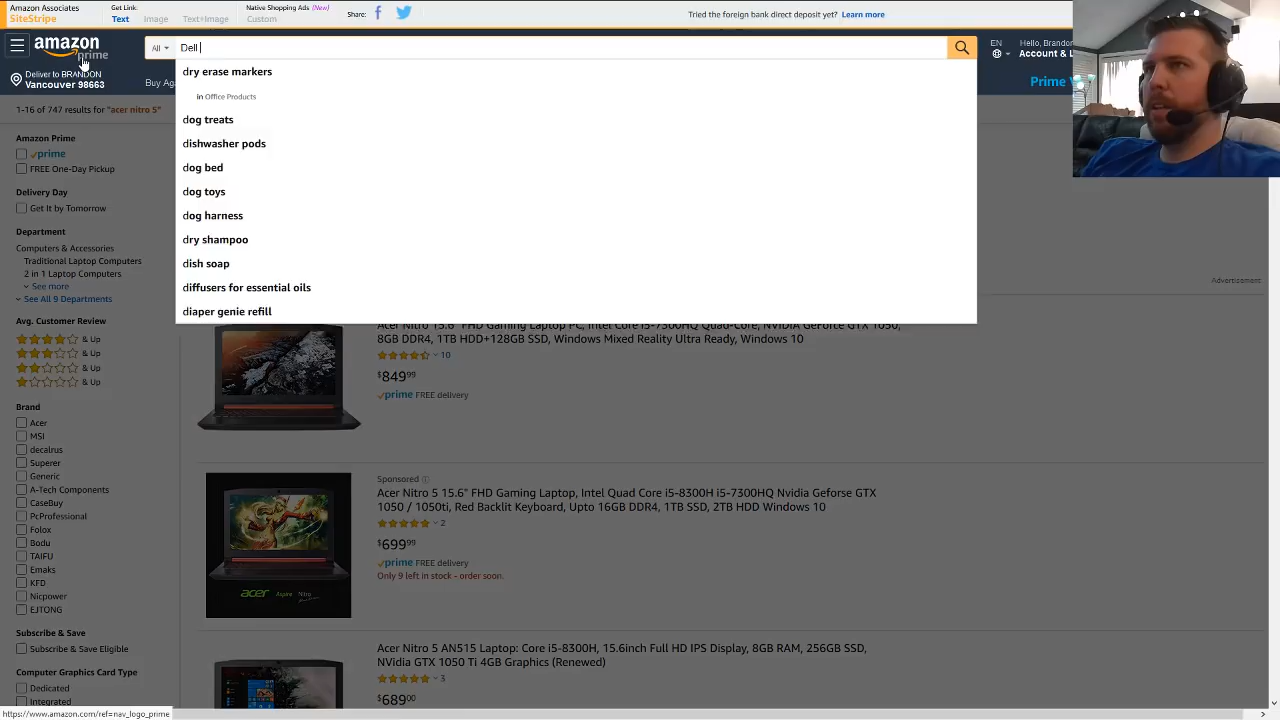 Amazon Associates
SiteStripe
Get Link:
Text Image Text+Image
Native Shopping Ads (New)
Custom
Share:
Tried the foreign bank direct deposit yet? Learn more
amazon
prime
All
Dell
EN
Hello, Brandon
Account &
Deliver to BRANDON
Vancouver 98663
Buy Aga
Prime V
dry erase markers
in Office Products
dog treats
dishwasher pods
dog bed
dog toys
dog harness
dry shampoo
dish soap
diffusers for essential oils
diaper genie refill
1-16 of 747 results for "acer nitro 5"
Amazon Prime
prime
FREE One-Day Pickup
Delivery Day
Get It by Tomorrow
Department
Computers & Accessories
Traditional Laptop Computers
2 in 1 Laptop Computers
See more
See All 9 Departments
Avg. Customer Review
& Up
& Up
& Up
& Up
Brand
Acer
MSI
decalrus
Superer
Generic
A-Tech Components
CaseBuy
PcProfessional
Folox
Bodu
TAIFU
Emaks
KFD
Nicpower
EJTONG
Subscribe & Save
Subscribe & Save Eligible
Computer Graphics Card Type
Dedicated
Integrated
Advertisement
Acer Nitro 15.6" FHD Gaming Laptop PC, Intel Core i5-7300HQ Quad-Core, NVIDIA GeForce GTX 1050,
8GB DDR4, 1TB HDD+128GB SSD, Windows Mixed Reality Ultra Ready, Windows 10
10
$849.99
prime FREE delivery
Sponsored
Acer Nitro 5 15.6" FHD Gaming Laptop, Intel Quad Core i5-8300H i5-7300HQ Nvidia Geforse GTX
1050 / 1050ti, Red Backlit Keyboard, Upto 16GB DDR4, 1TB SSD, 2TB HDD Windows 10
2
$699.99
prime FREE delivery
Only 9 left in stock - order soon.
acer Aspire Nitro
Acer Nitro 5 AN515 Laptop: Core i5-8300H, 15.6inch Full HD IPS Display, 8GB RAM, 256GB SSD,
NVidia GTX 1050 Ti 4GB Graphics (Renewed)
3
$689.00
https://www.amazon.com/ref=nav_logo_prime